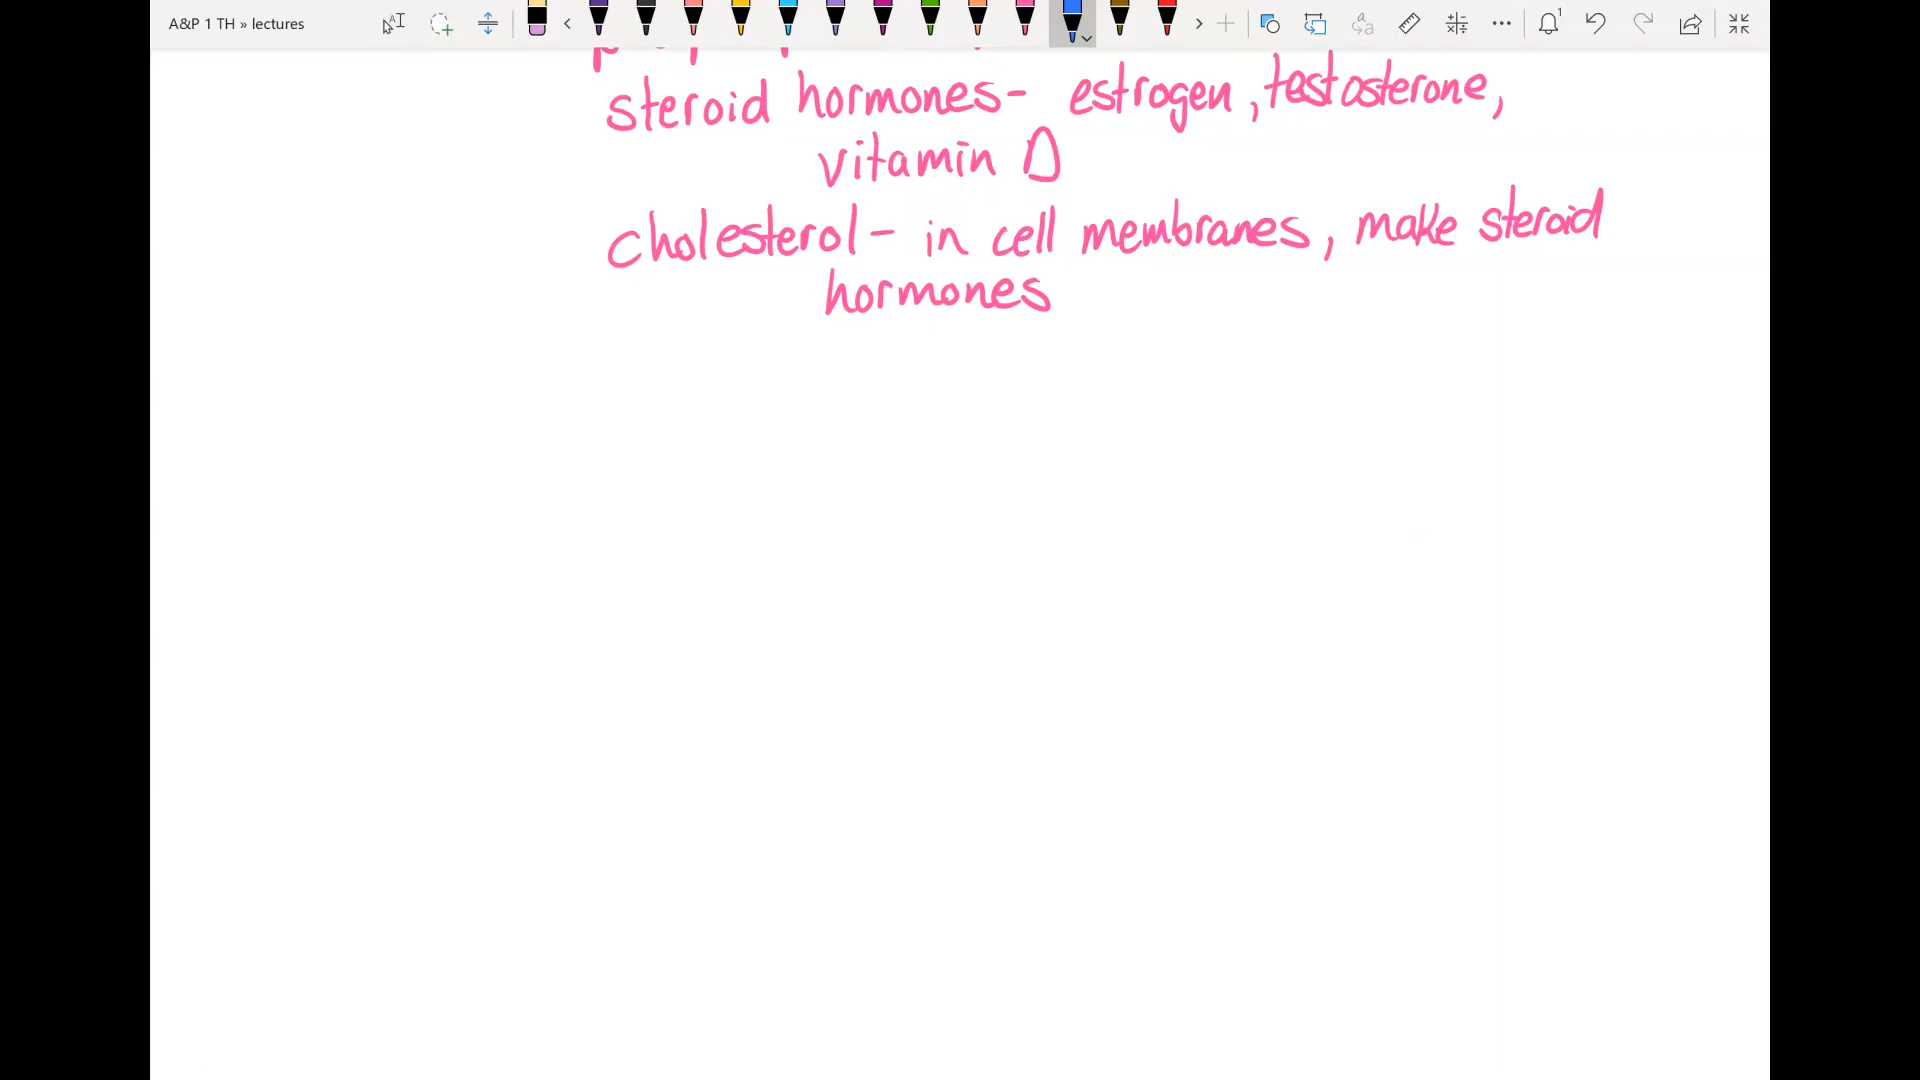 A&P 1 TH » lectures
steroid hormones- estrogen, testosterone,
vitamin D
cholesterol- in cell membranes, make steroid
hormones